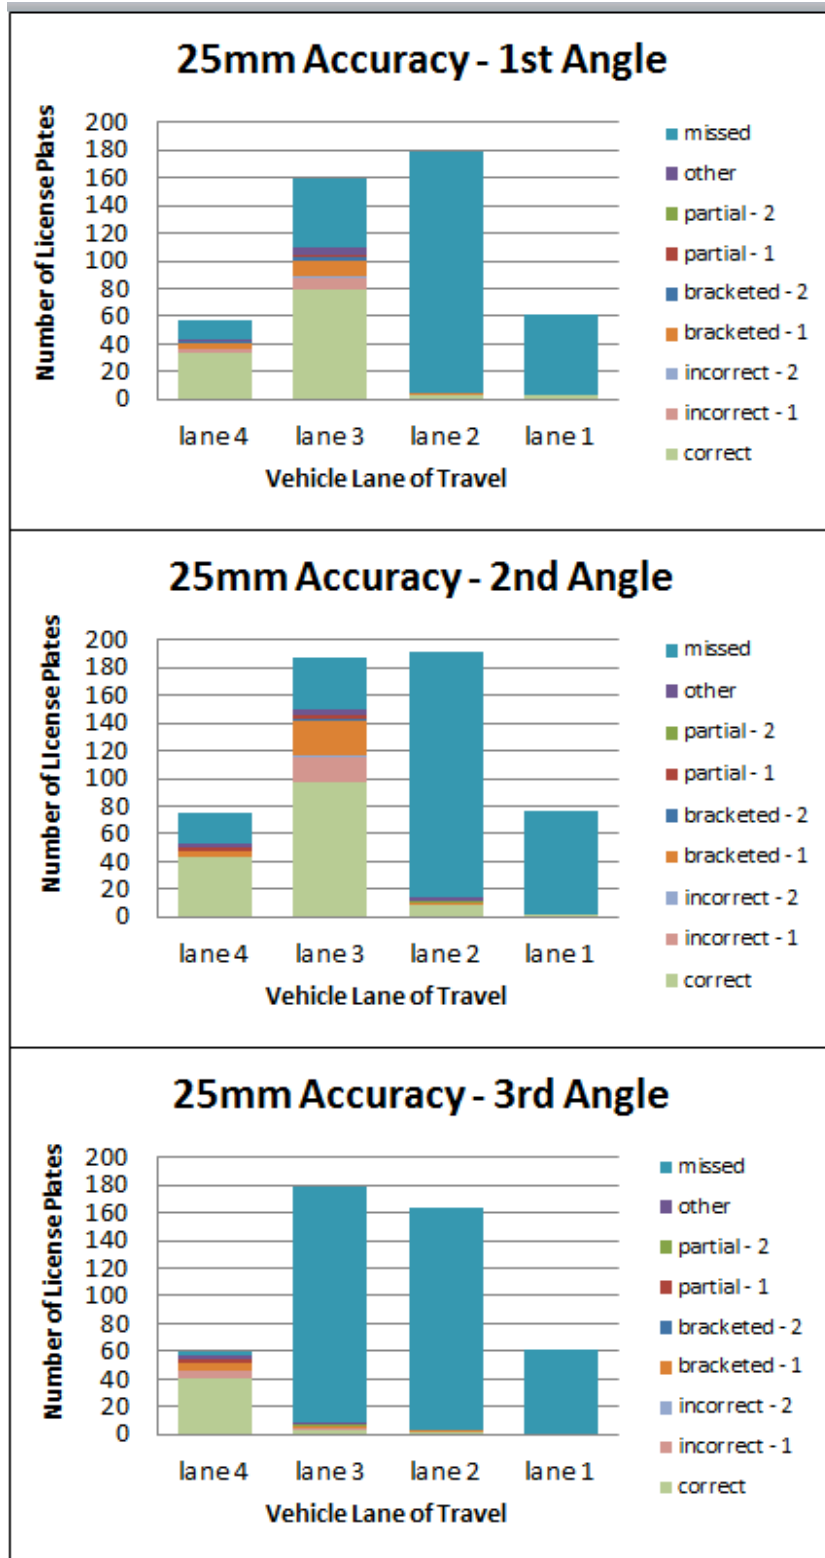 25mm Accuracy - 1st Angle
Number of License Plates
200
180
160
140
120
100
80
60
40
20
0
lane 4 lane 3 lane 2 lane 1
Vehicle Lane of Travel
missed
other
partial - 2
partial - 1
bracketed - 2
bracketed - 1
incorrect - 2
incorrect - 1
correct
25mm Accuracy - 2nd Angle
Number of License Plates
200
180
160
140
120
100
80
60
40
20
0
lane 4 lane 3 lane 2 lane 1
Vehicle Lane of Travel
missed
other
partial - 2
partial - 1
bracketed - 2
bracketed - 1
incorrect - 2
incorrect - 1
correct
25mm Accuracy - 3rd Angle
Number of License Plates
200
180
160
140
120
100
80
60
40
20
0
lane 4 lane 3 lane 2 lane 1
Vehicle Lane of Travel
missed
other
partial - 2
partial - 1
bracketed - 2
bracketed - 1
incorrect - 2
incorrect - 1
correct